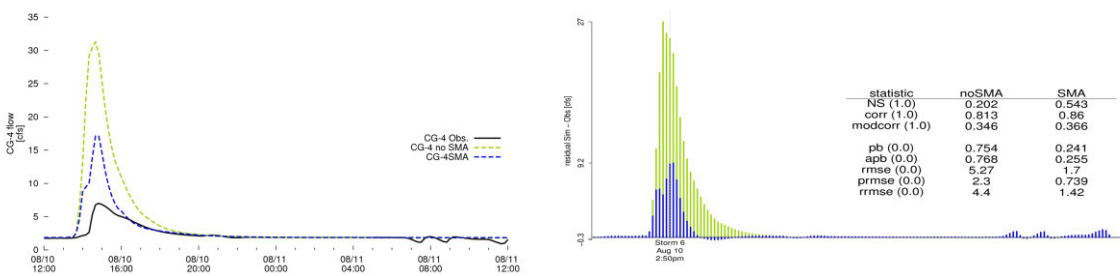 35
30
25
20
15
10
5
0
CG-4 flow
[cfs]
CG-4 Obs.
CG-4 no SMA
CG-4SMA
08/10 08/10 08/10 08/11 08/11 08/11 08/11
12:00 16:00 20:00 00:00 04:00 08:00 12:00
27
9.2
-0.3
residual Sim - Obs [cfs]
Storm 6
Aug 10
2:50pm
statistic noSMA SMA
NS (1.0) 0.202 0.543
corr (1.0) 0.813 0.86
modcorr (1.0) 0.346 0.366
pb (0.0) 0.754 0.241
apb (0.0) 0.768 0.255
rmse (0.0) 5.27 1.7
prmse (0.0) 2.3 0.739
rrmse (0.0) 4.4 1.42